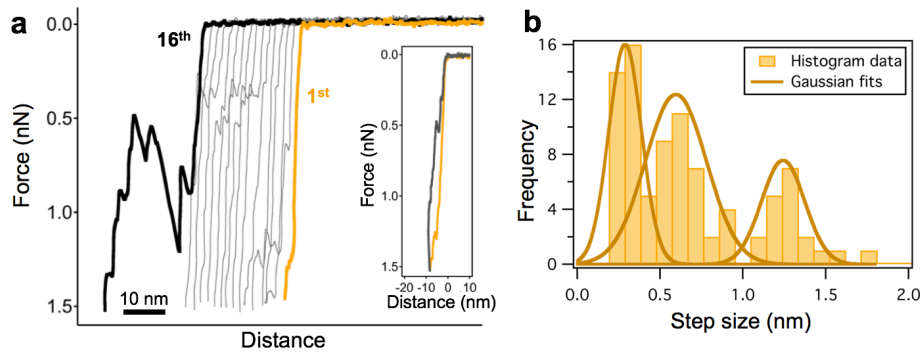 a
0.0
0.5
1.0
1.5
Force (nN)
16th
1st
10 nm
Distance
0.0
0.5
1.0
1.5
Force (nN)
-20 -10 0 10
Distance (nm)
b
16
12
8
4
0
Frequency
Histogram data
Gaussian fits
0.0 0.5 1.0 1.5 2.0
Step size (nm)